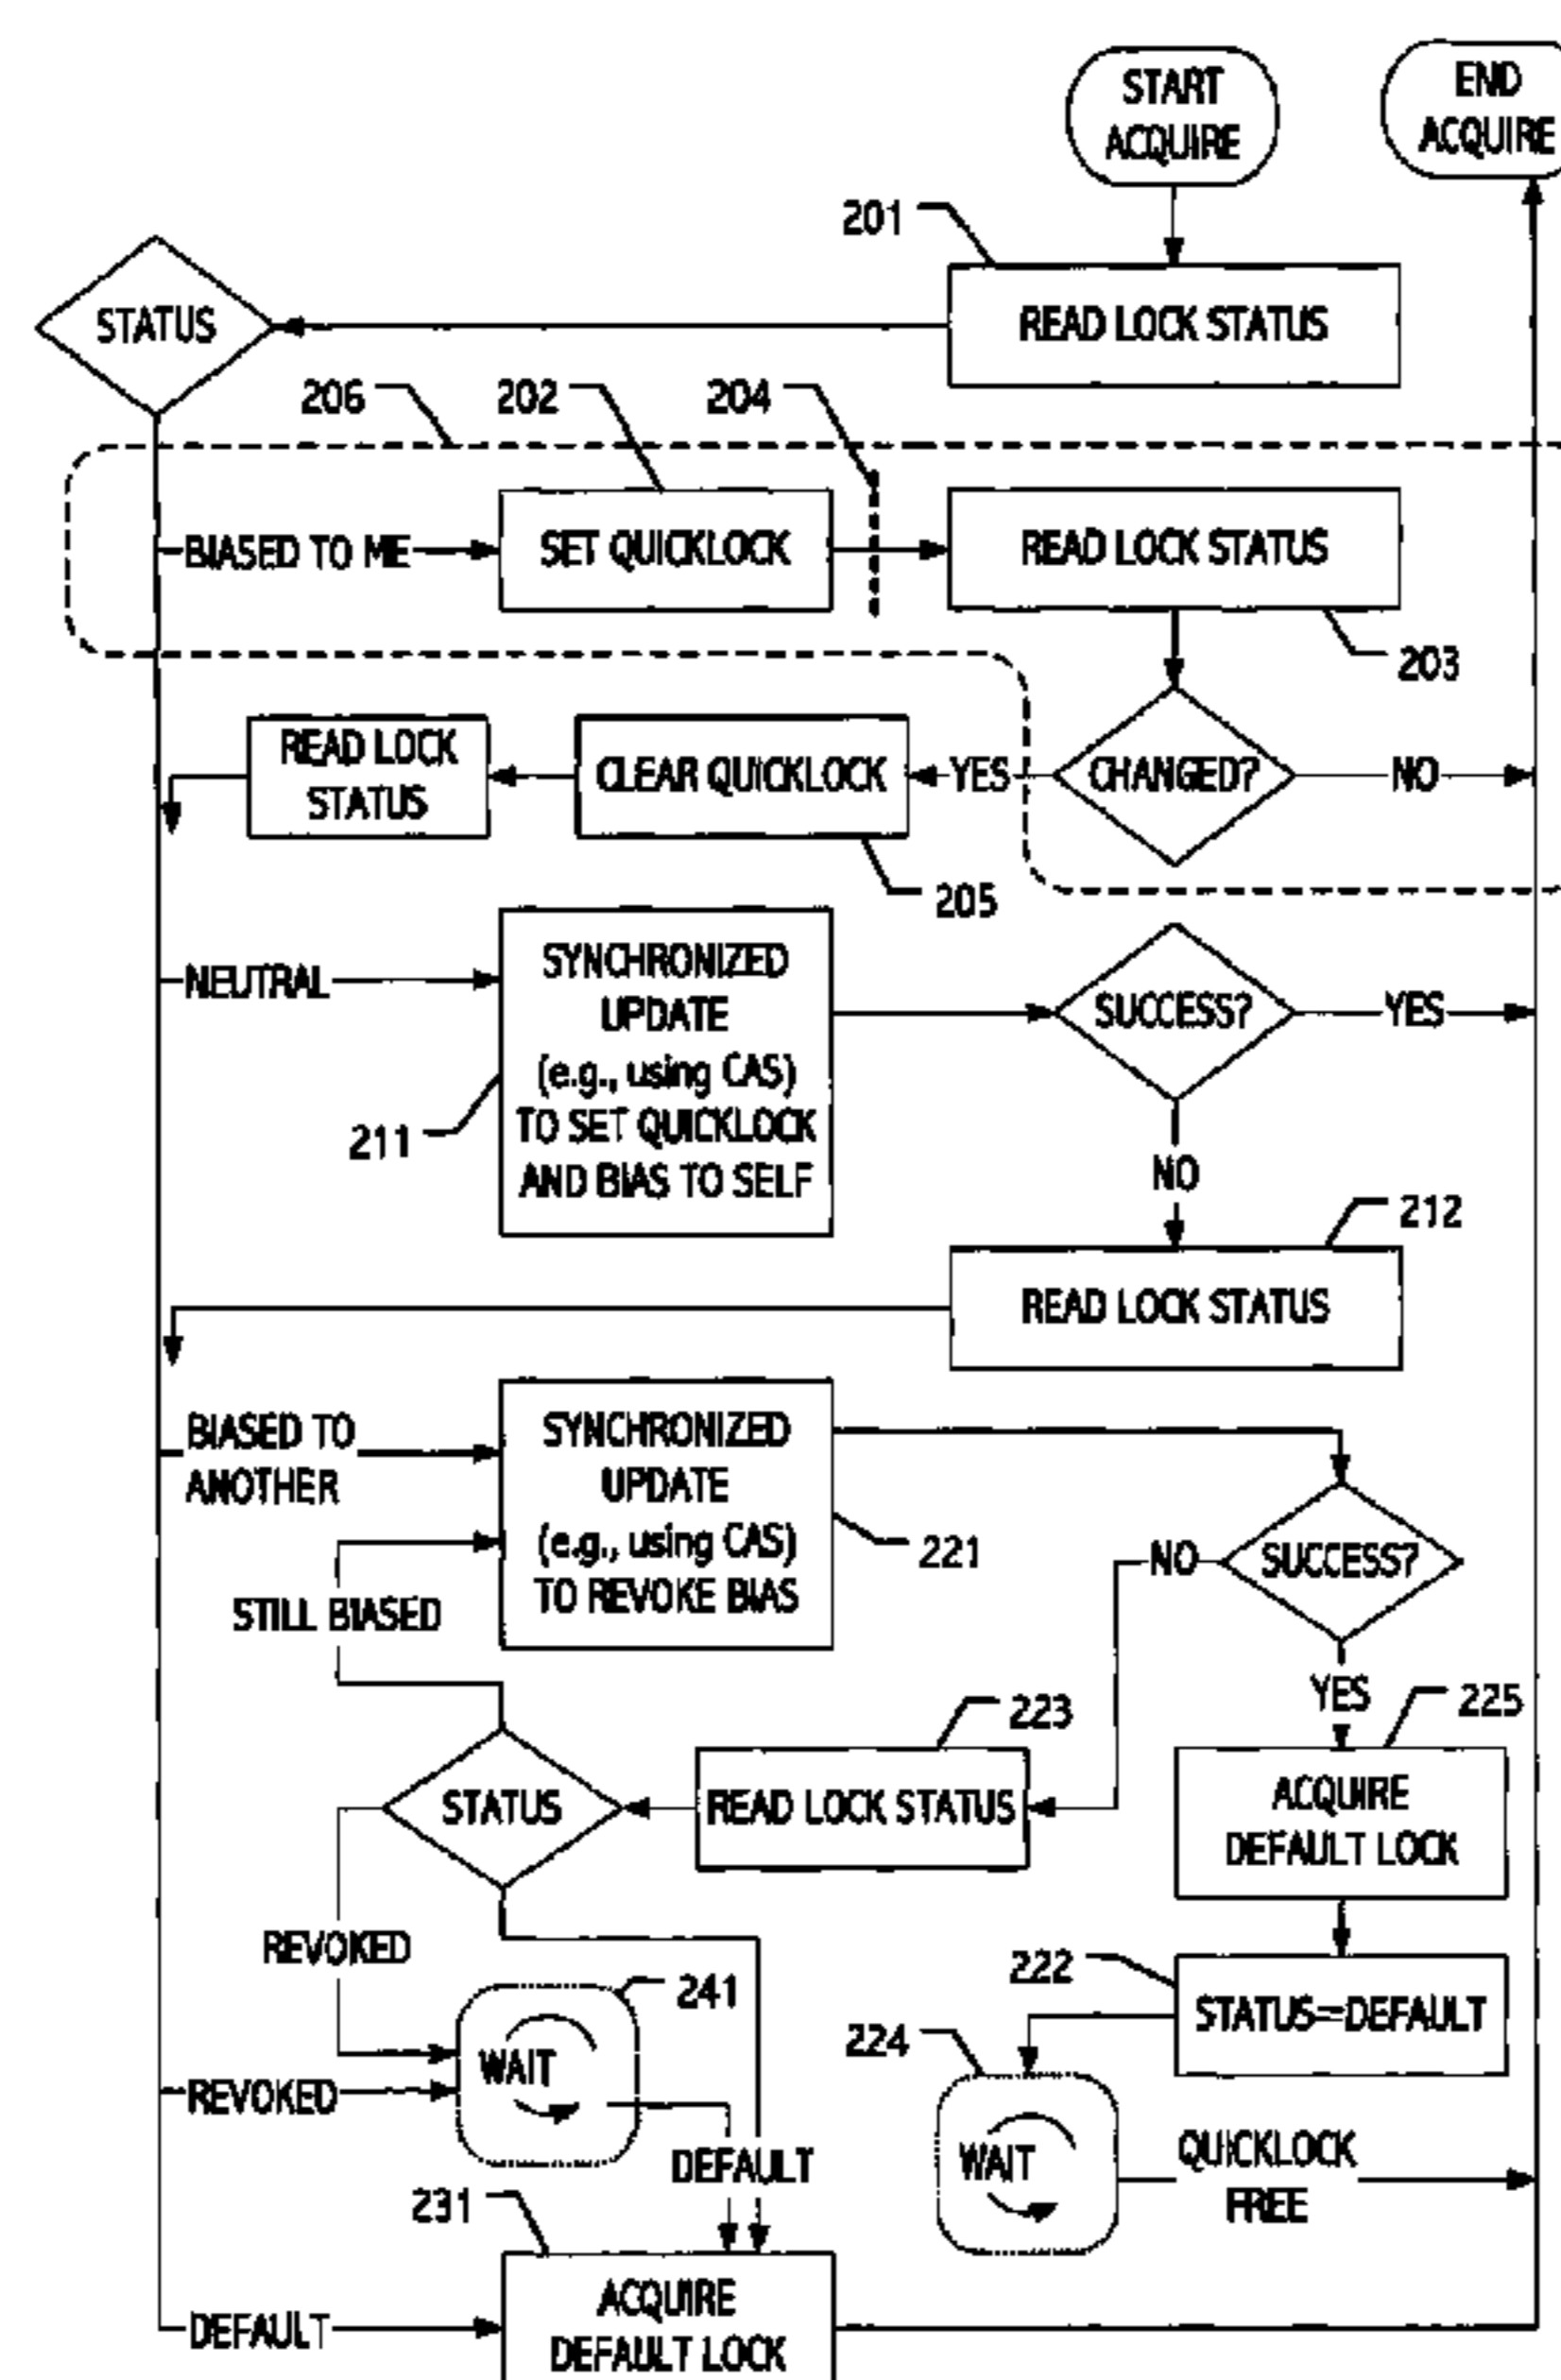 START
ACQUIRE
END
ACQUIRE
201
STATUS
READ LOCK STATUS
206
202
204
BIASED TO ME
SET QUICKLOCK
READ LOCK STATUS
203
READ LOCK
STATUS
CLEAR QUICKLOCK
YES
CHANGED?
NO
205
NEUTRAL
SYNCHRONIZED
UPDATE
(e.g., using CAS)
TO SET QUICKLOCK
AND BIAS TO SELF
211
SUCCESS?
YES
NO
212
READ LOCK STATUS
BIASED TO
ANOTHER
SYNCHRONIZED
UPDATE
(e.g., using CAS)
TO REVOKE BIAS
221
NO
SUCCESS?
STILL BIASED
YES
225
223
STATUS
READ LOCK STATUS
ACQUIRE
DEFAULT LOCK
REVOKED
241
222
STATUS==DEFAULT
WAIT
224
REVOKED
WAIT
QUICKLOCK
FREE
DEFAULT
231
ACQUIRE
DEFAULT LOCK
DEFAULT